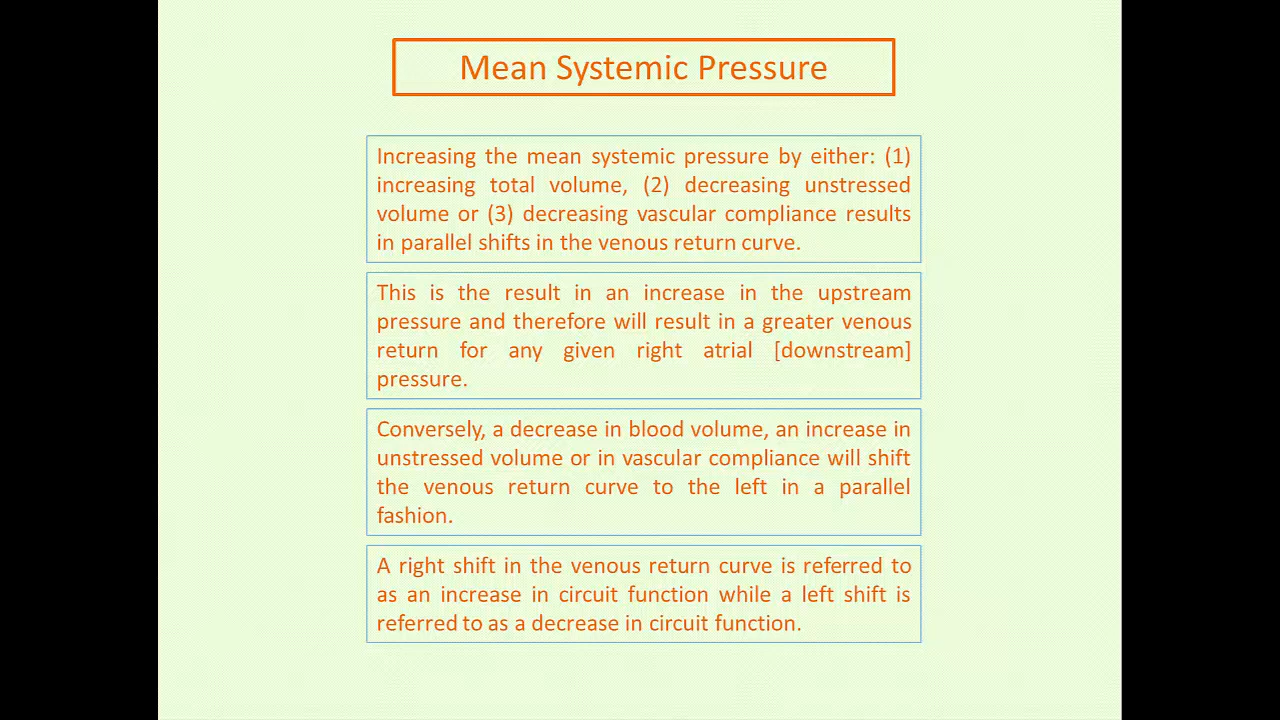 Mean Systemic Pressure
Increasing the mean systemic pressure by either: (1)
increasing total volume, (2) decreasing unstressed
volume or (3) decreasing vascular compliance results
in parallel shifts in the venous return curve.
This is the result in an increase in the upstream
pressure and therefore will result in a greater venous
return for any given right atrial [downstream]
pressure.
Conversely, a decrease in blood volume, an increase in
unstressed volume or in vascular compliance will shift
the venous return curve to the left in a parallel
fashion.
A right shift in the venous return curve is referred to
as an increase in circuit function while a left shift is
referred to as a decrease in circuit function.